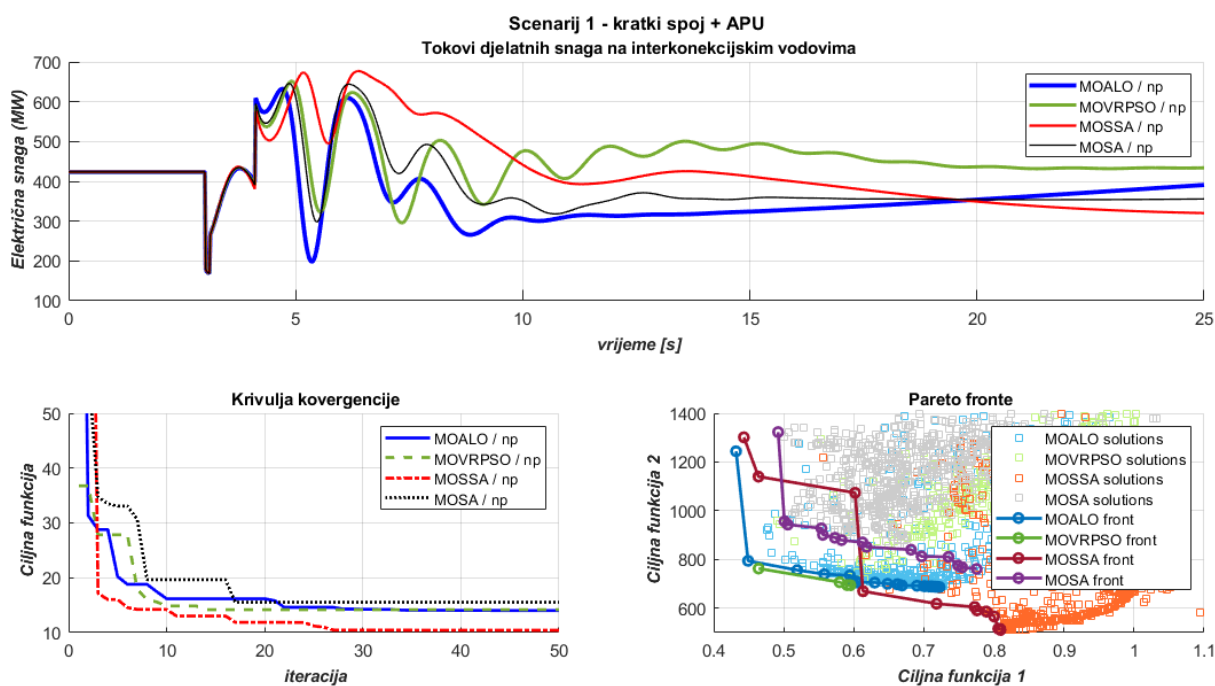 Scenarij 1 - kratki spoj + APU
Tokovi djelatnih snaga na interkonekcijskim vodovima
Električna snaga (MW)
700
600
500
400
300
200
100
0
5
10
15
20
25
vrijeme [s]
MOALO / np
MOVRPSO / np
MOSSA / np
MOSA / np
Krivulja kovergencije
Ciljna funkcija
50
40
30
20
10
0
10
20
30
40
50
iteracija
MOALO / np
MOVRPSO / np
MOSSA / np
MOSA / np
Pareto fronte
Ciljna funkcija 2
1400
1200
1000
800
600
0.4
0.5
0.6
0.7
0.8
0.9
1
1.1
Ciljna funkcija 1
MOALO solutions
MOVRPSO solutions
MOSSA solutions
MOSA solutions
MOALO front
MOVRPSO front
MOSSA front
MOSA front